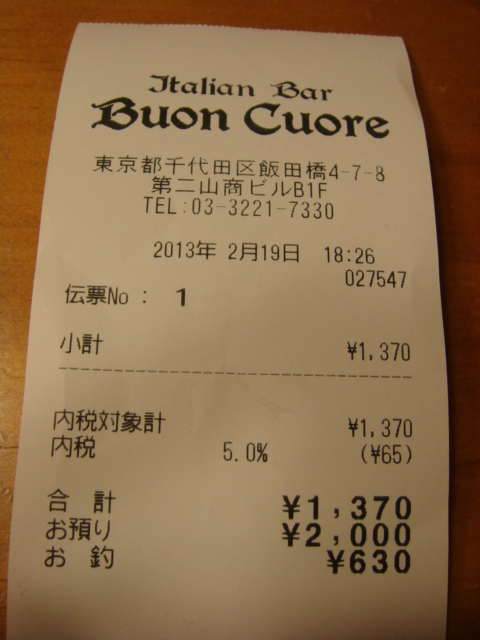 Italian Bar
Buon Cuore
東京都千代田区飯田橋4-7-8
第二山商ビルB1F
TEL:03-3221-7330
2013年 2月19日 18:26
027547
伝票No : 1
小計 ¥1,370
内税対象計 ¥1,370
内税 5.0% (¥65)
合計 ¥1,370
お預り ¥2,000
お釣 ¥630